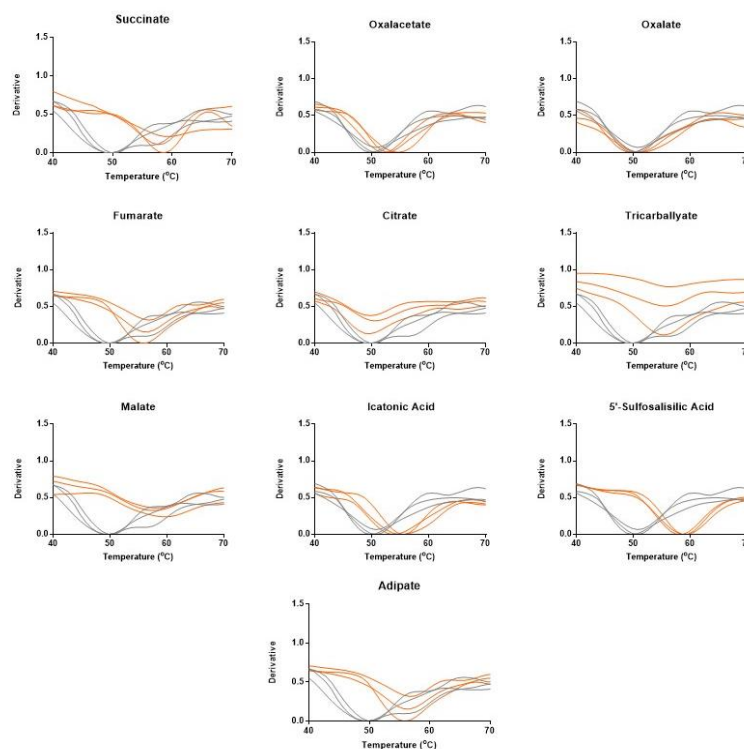 Succinate
1.5
1.0
0.5
0.0
40 50 60 70
Derivative
Temperature (°C)
Oxalacetate
1.5
1.0
0.5
0.0
40 50 60 70
Derivative
Temperature (°C)
Oxalate
1.5
1.0
0.5
0.0
40 50 60 70
Derivative
Temperature (°C)
Fumarate
1.5
1.0
0.5
0.0
40 50 60 70
Derivative
Temperature (°C)
Citrate
1.5
1.0
0.5
0.0
40 50 60 70
Derivative
Temperature (°C)
Tricarballyate
1.5
1.0
0.5
0.0
40 50 60 70
Derivative
Temperature (°C)
Malate
1.5
1.0
0.5
0.0
40 50 60 70
Derivative
Temperature (°C)
Icatonic Acid
1.5
1.0
0.5
0.0
40 50 60 70
Derivative
Temperature (°C)
5'-Sulfosalisilic Acid
1.5
1.0
0.5
0.0
40 50 60 70
Derivative
Temperature (°C)
Adipate
1.5
1.0
0.5
0.0
40 50 60 70
Derivative
Temperature (°C)